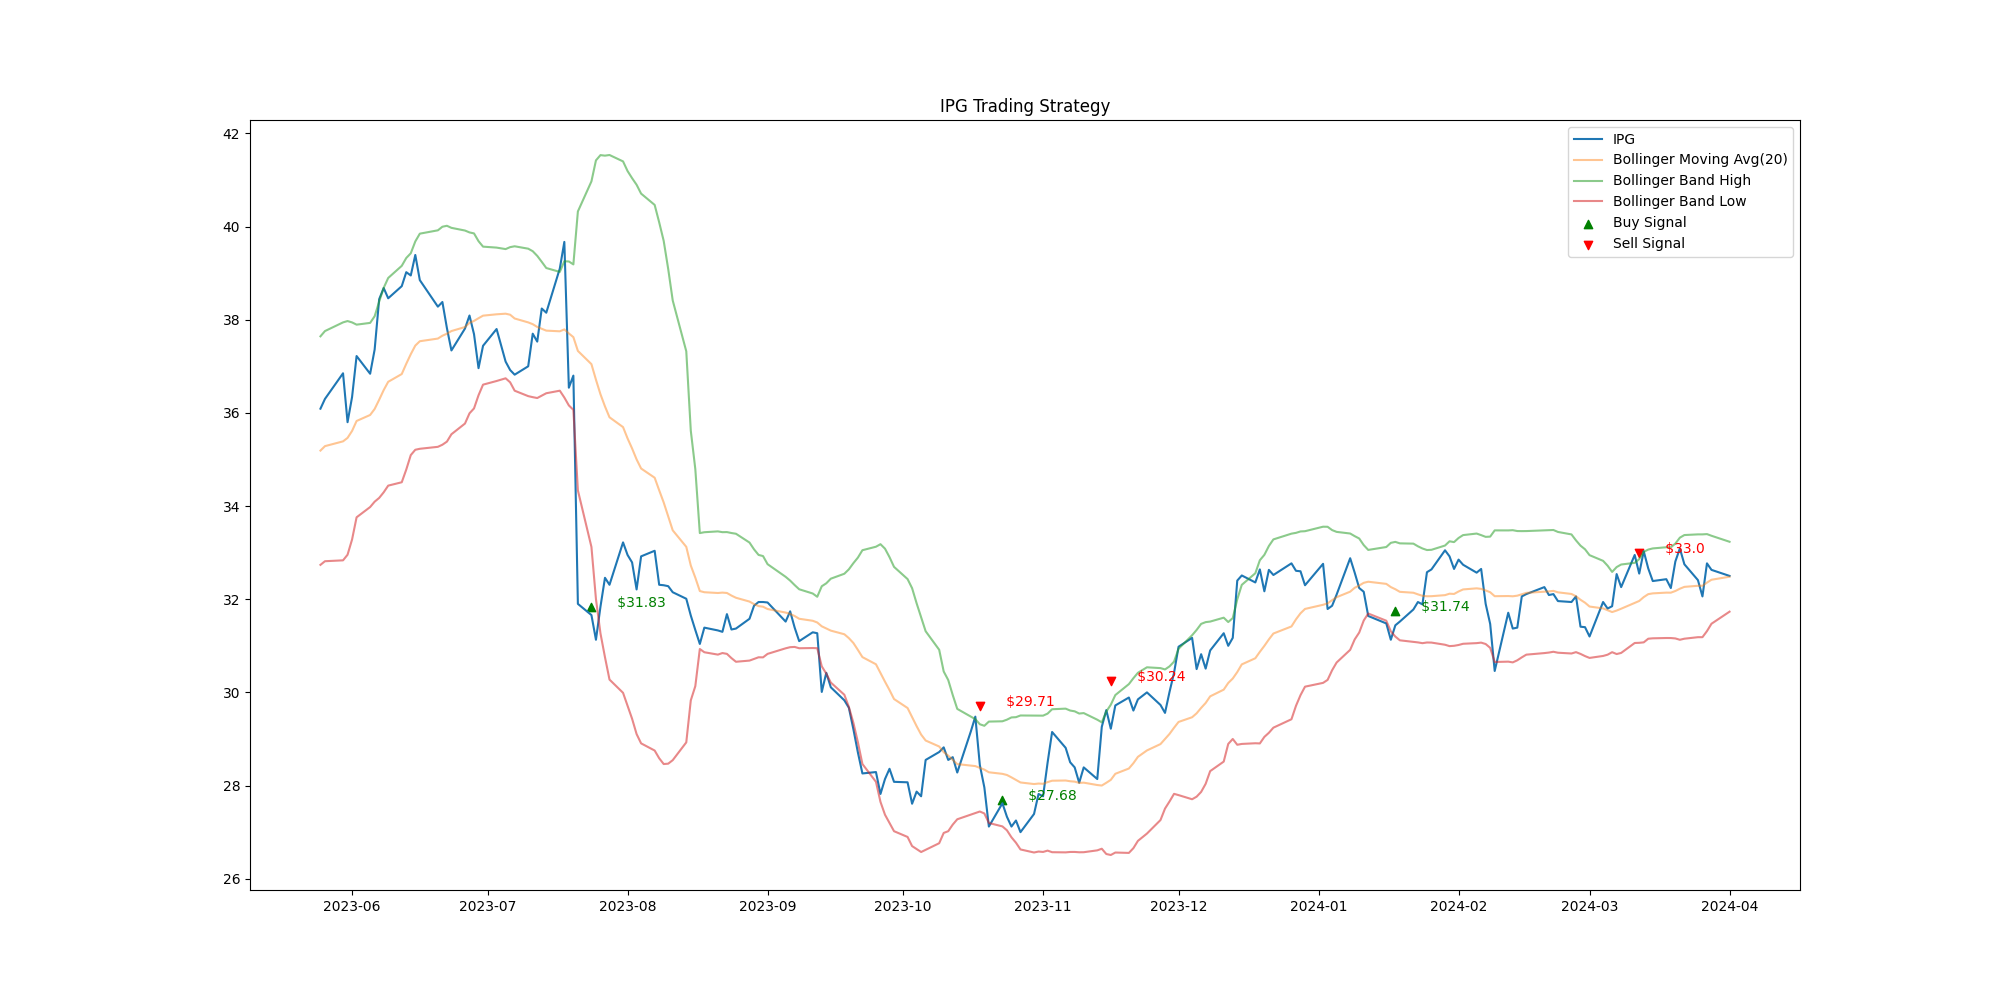 IPG Trading Strategy
42
40
38
36
34
32
30
28
26
IPG
Bollinger Moving Avg(20)
Bollinger Band High
Bollinger Band Low
Buy Signal
Sell Signal
$31.83
$29.71
$27.68
$30.24
$31.74
$33.0
2023-06 2023-07 2023-08 2023-09 2023-10 2023-11 2023-12 2024-01 2024-02 2024-03 2024-04